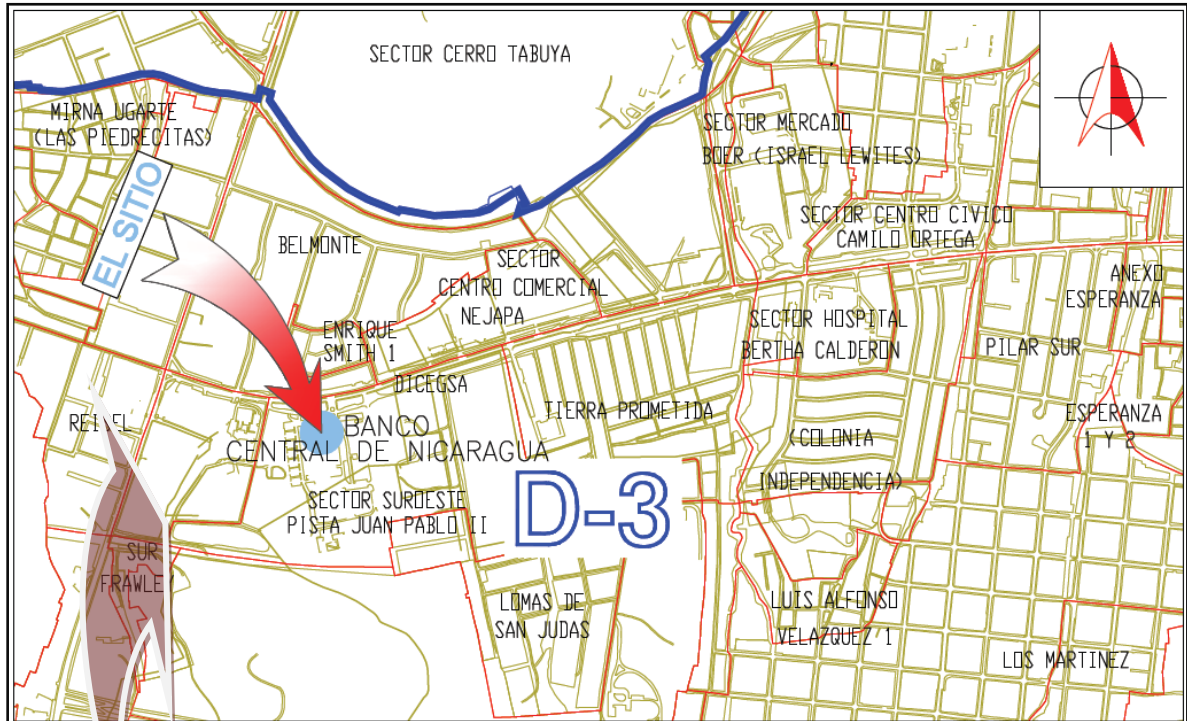 SECTOR CERRO TABUYA
MIRNA UGARTE
(LAS PIEDRECITAS)
SECTOR MERCADO
BOER (ISRAEL LEWITES)
EL SITIO
SECTOR CENTRO CIVICO
CAMILO ORTEGA
BELMONTE
SECTOR
CENTRO COMERCIAL
NEJAPA
ANEXO
ESPERANZA
ENRIQUE
SMITH 1
SECTOR HOSPITAL
BERTHA CALDERON
PILAR SUR
DICEGSA
TIERRA PROMETIDA
BANCO
CENTRAL DE NICARAGUA
(COLONIA
INDEPENDENCIA)
ESPERANZA
1 Y 2
SECTOR SUROESTE
PISTA JUAN PABLO II
D-3
SUR
FRAWLEY
LOMAS DE
SAN JUDAS
LUIS ALFONSO
VELAZQUEZ 1
LOS MARTINEZ